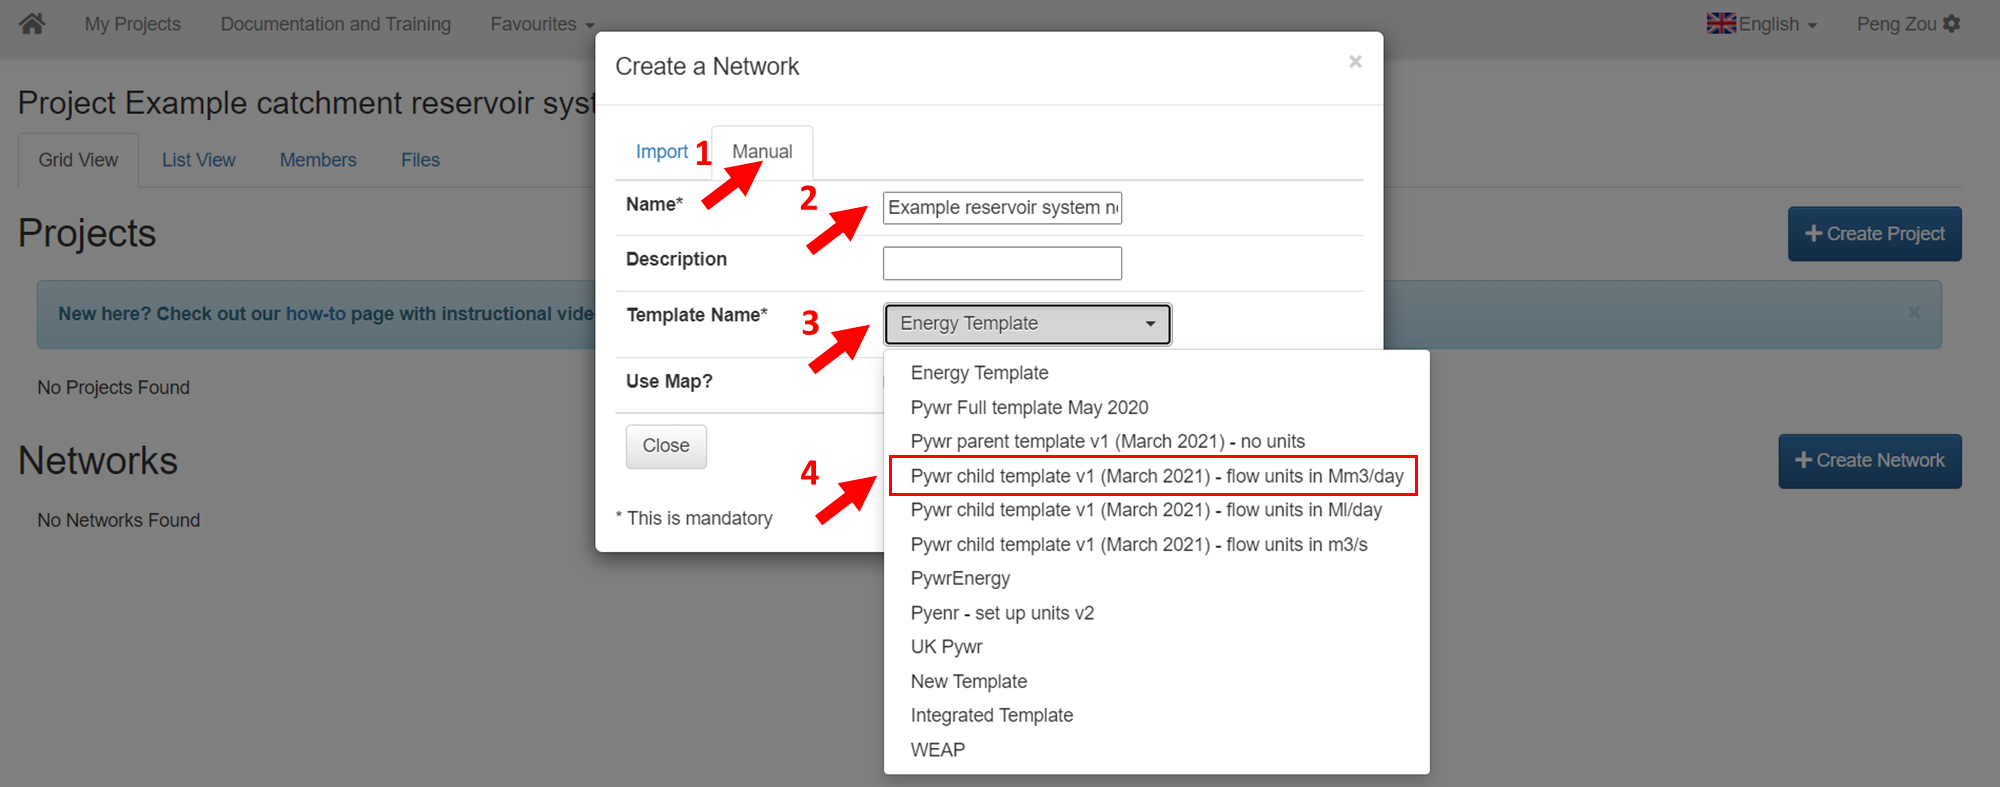 My Projects Documentation and Training Favourites English Peng Zou
Project Example catchment reservoir
Grid View List View Members Files
Projects
Create Project
New here? Check out our how-to page with instructional
No Projects Found
Networks
Create Network
No Networks Found
Create a Network ×
Import 1 Manual
Name* 2 Example reservoir system
Description
Template Name* 3 Energy Template
Use Map?
Close
* This is mandatory
Energy Template
Pywr Full template May 2020
Pywr parent template v1 (March 2021) - no units
4 Pywr child template v1 (March 2021) - flow units in Mm3/day
Pywr child template v1 (March 2021) - flow units in Ml/day
Pywr child template v1 (March 2021) - flow units in m3/s
PywrEnergy
Pyenr - set up units v2
UK Pywr
New Template
Integrated Template
WEAP